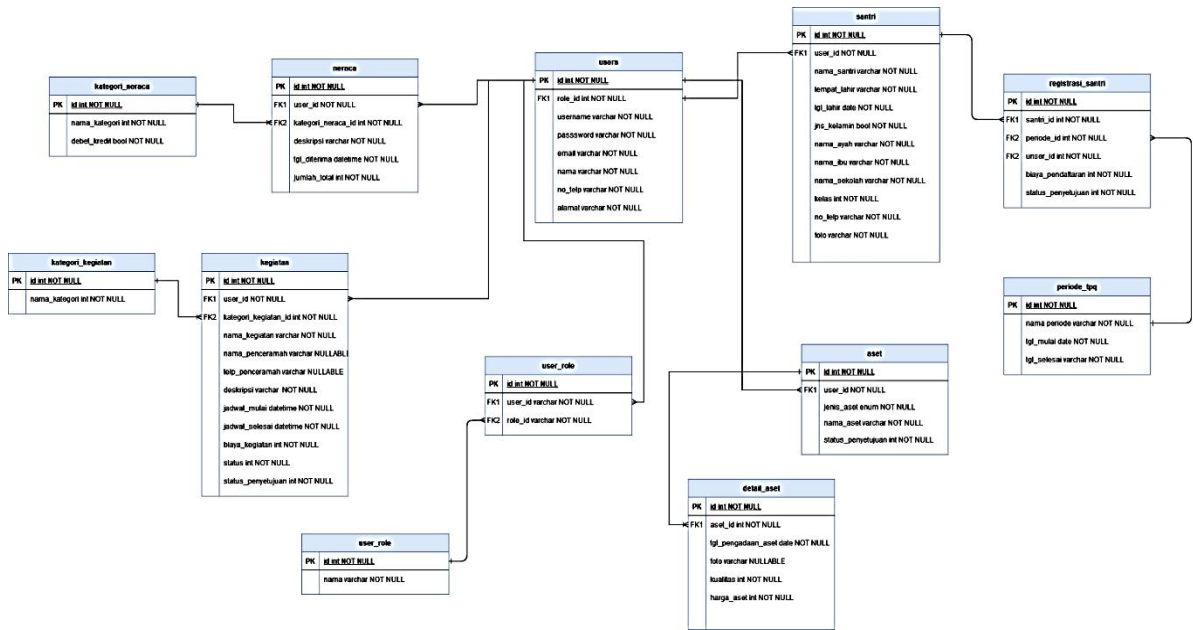 kategori_neraca
PK id int NOT NULL
nama_kategori int NOT NULL
debet_kredit bool NOT NULL
neraca
PK id int NOT NULL
FK1 user_id NOT NULL
FK2 kategori_neraca_id int NOT NULL
deskripsi varchar NOT NULL
tgl_diterima datetime NOT NULL
jumlah_total int NOT NULL
users
PK id int NOT NULL
FK1 role_id int NOT NULL
username varchar NOT NULL
passsword varchar NOT NULL
email varchar NOT NULL
nama varchar NOT NULL
no_telp varchar NOT NULL
alamat varchar NOT NULL
santri
PK id int NOT NULL
FK1 user_id NOT NULL
nama_santri varchar NOT NULL
tempat_lahir varchar NOT NULL
tgl_lahir date NOT NULL
jns_kelamin bool NOT NULL
nama_ayah varchar NOT NULL
nama_ibu varchar NOT NULL
nama_sekolah varchar NOT NULL
kelas int NOT NULL
no_telp varchar NOT NULL
foto varchar NOT NULL
registrasi_santri
PK id int NOT NULL
FK1 santri_id int NOT NULL
FK2 periode_id int NOT NULL
FK2 unser_id int NOT NULL
biaya_pendaftaran int NOT NULL
status_penyetujuan int NOT NULL
kategori_kegiatan
PK id int NOT NULL
nama_kategori int NOT NULL
kegiatan
PK id int NOT NULL
FK1 user_id NOT NULL
FK2 kategori_kegiatan_id int NOT NULL
nama_kegiatan varchar NOT NULL
nama_penceramah varchar NULLABLE
telp_penceramah varchar NULLABLE
deskripsi varchar NOT NULL
jadwal_mulai datetime NOT NULL
jadwal_selesai datetime NOT NULL
biaya_kegiatan int NOT NULL
status int NOT NULL
status_penyetujuan int NOT NULL
user_role
PK id int NOT NULL
FK1 user_id varchar NOT NULL
FK2 role_id varchar NOT NULL
periode_tpq
PK id int NOT NULL
nama periode varchar NOT NULL
tgl_mulai date NOT NULL
tgl_selesai varchar NOT NULL
aset
PK id int NOT NULL
FK1 user_id NOT NULL
jenis_aset enum NOT NULL
nama_aset varchar NOT NULL
status_penyetujuan int NOT NULL
detail_aset
PK id int NOT NULL
FK1 aset_id int NOT NULL
tgl_pengadaan_aset date NOT NULL
foto varchar NULLABLE
kualitas int NOT NULL
harga_aset int NOT NULL
user_role
PK id int NOT NULL
nama varchar NOT NULL